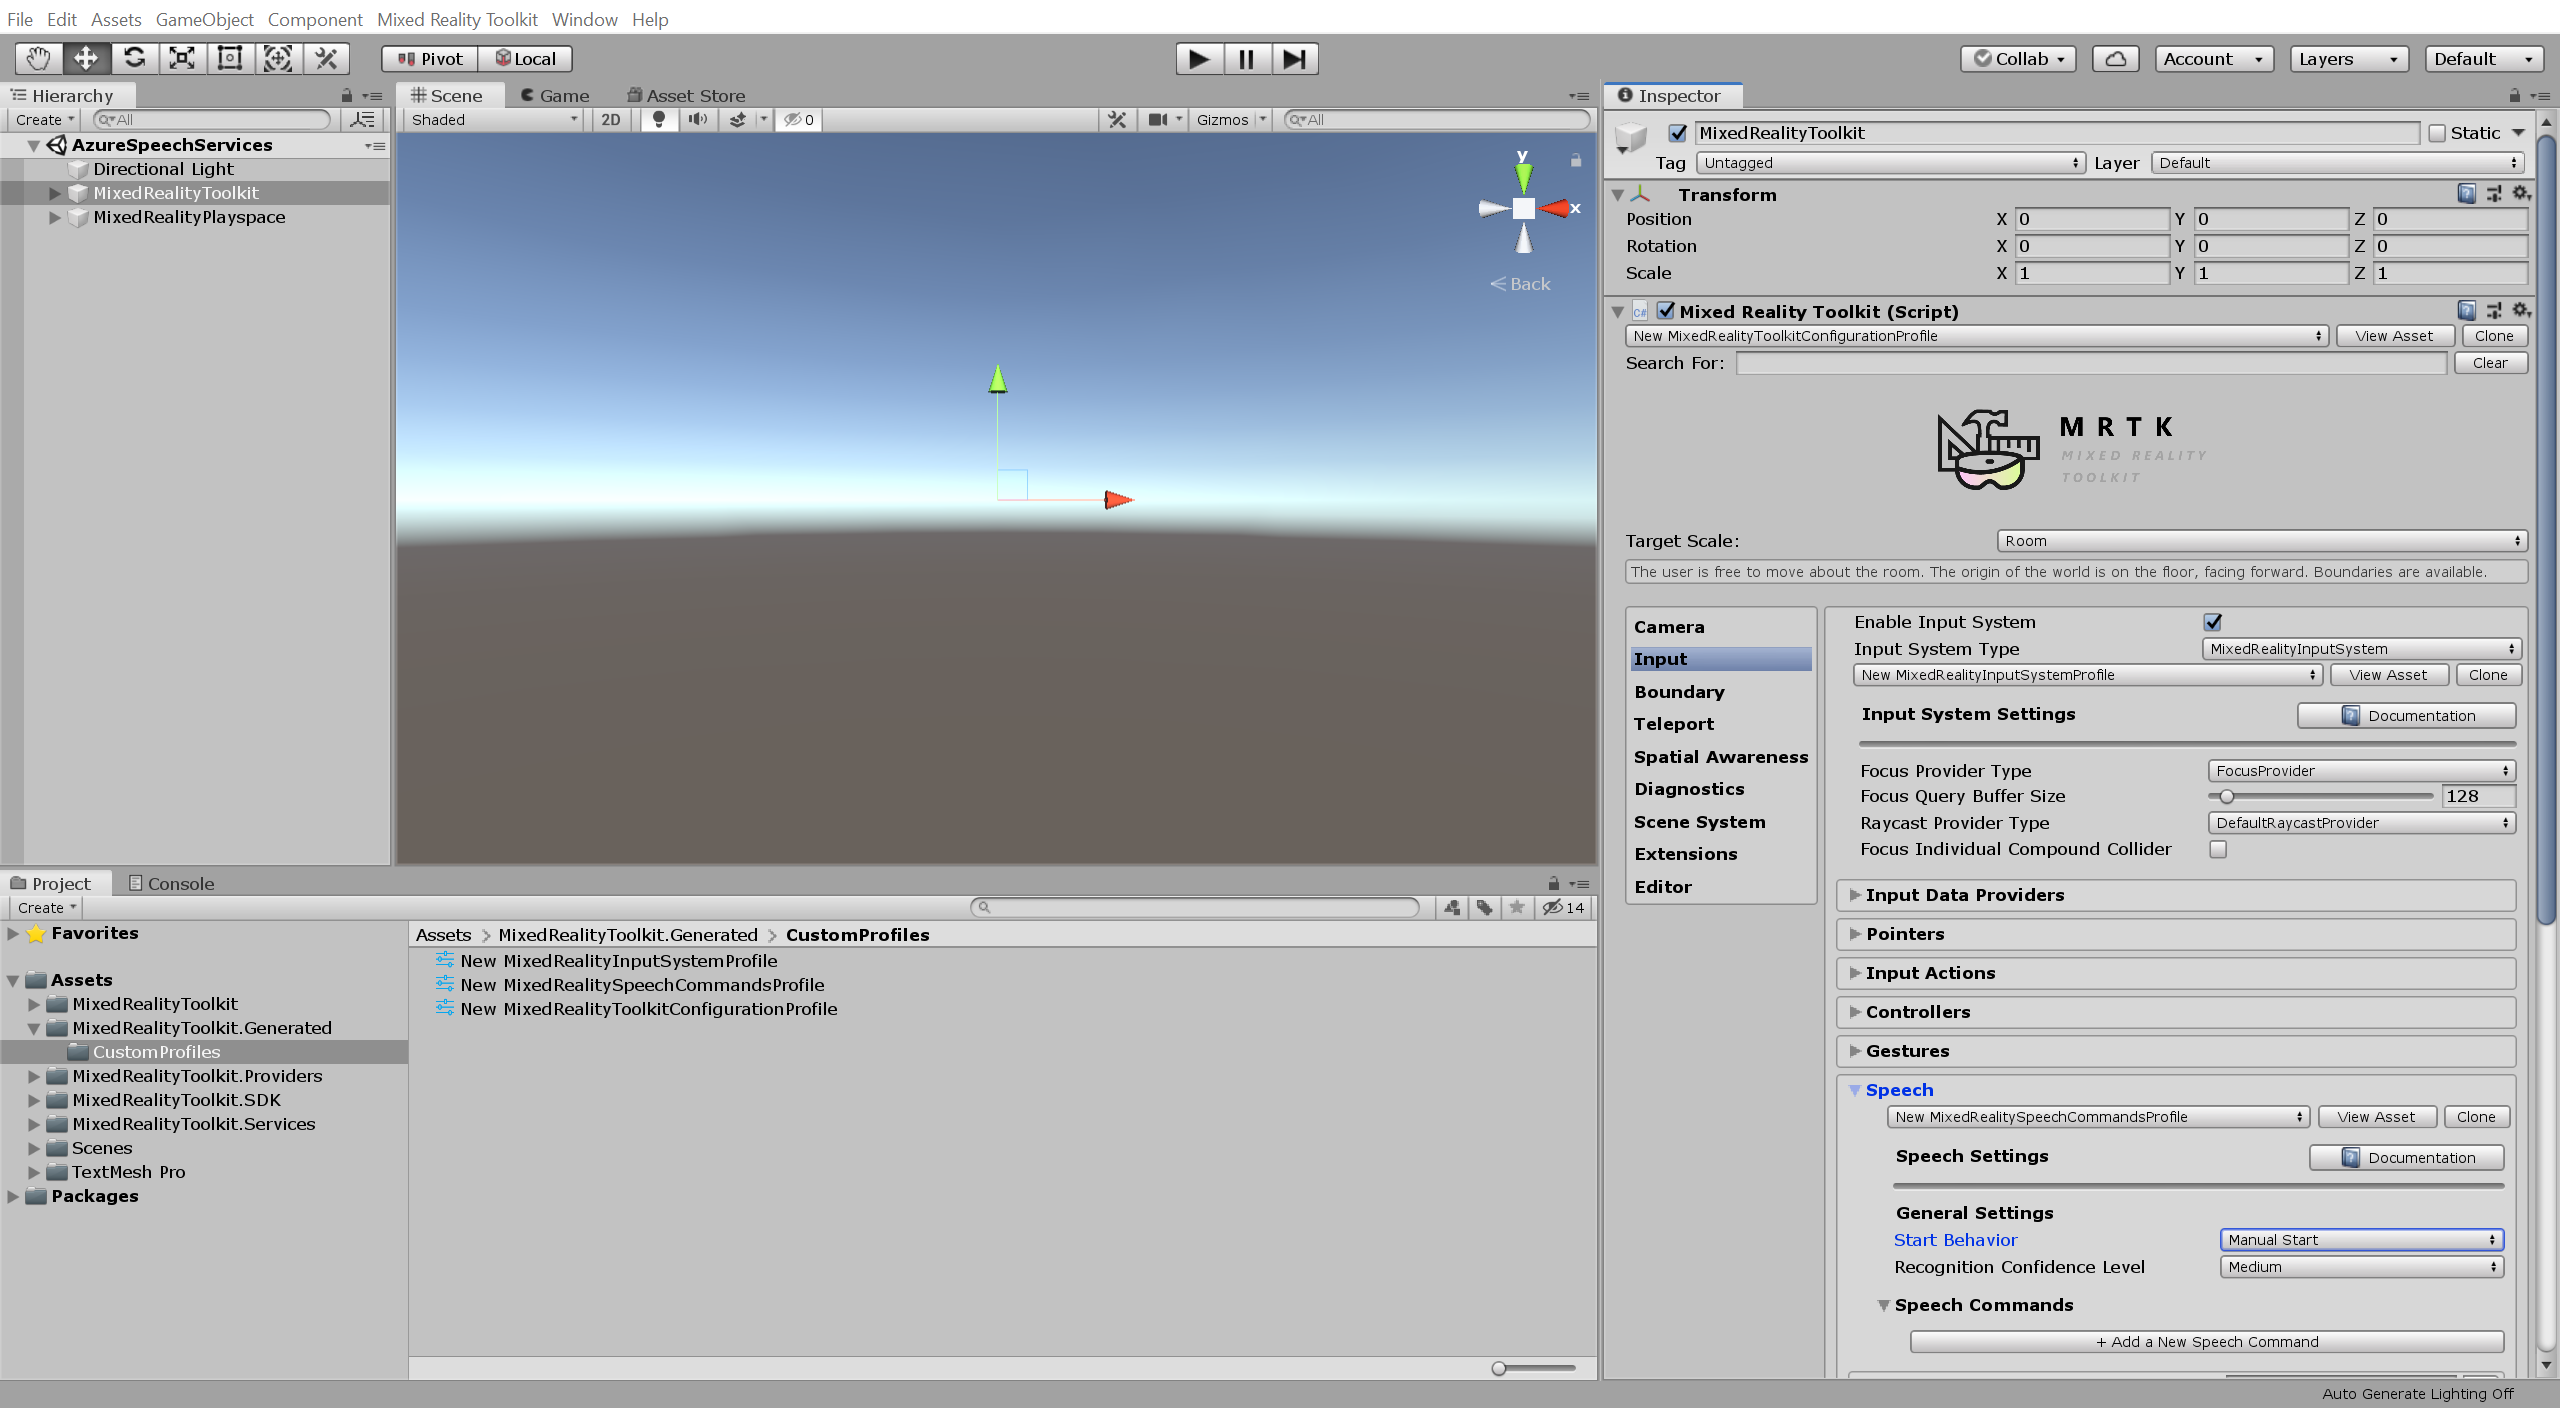 File Edit Assets GameObject Component Mixed Reality Toolkit Window Help
Pivot Local Collab Account Layers Default
Hierarchy
Create All
AzureSpeechServices
Directional Light
MixedRealityToolkit
MixedRealityPlayspace
Scene Game Asset Store
Shaded 2D 0 Gizmos All
y
x
Back
Project Console
Create 14
Favorites
Assets
MixedRealityToolkit
MixedRealityToolkit.Generated
CustomProfiles
MixedRealityToolkit.Providers
MixedRealityToolkit.SDK
MixedRealityToolkit.Services
Scenes
TextMesh Pro
Packages
Assets > MixedRealityToolkit.Generated > CustomProfiles
New MixedRealityInputSystemProfile
New MixedRealitySpeechCommandsProfile
New MixedRealityToolkitConfigurationProfile
Inspector
MixedRealityToolkit Static
Tag Untagged Layer Default
Transform
Position X 0 Y 0 Z 0
Rotation X 0 Y 0 Z 0
Scale X 1 Y 1 Z 1
C# Mixed Reality Toolkit (Script)
New MixedRealityToolkitConfigurationProfile View Asset Clone
Search For: Clear
MRTK
MIXED REALITY
TOOLKIT
Target Scale: Room
The user is free to move about the room. The origin of the world is on the floor, facing forward. Boundaries are available.
Camera
Input
Boundary
Teleport
Spatial Awareness
Diagnostics
Scene System
Extensions
Editor
Enable Input System
Input System Type MixedRealityInputSystem
New MixedRealityInputSystemProfile View Asset Clone
Input System Settings Documentation
Focus Provider Type FocusProvider
Focus Query Buffer Size 128
Raycast Provider Type DefaultRaycastProvider
Focus Individual Compound Collider
Input Data Providers
Pointers
Input Actions
Controllers
Gestures
Speech
New MixedRealitySpeechCommandsProfile View Asset Clone
Speech Settings Documentation
General Settings
Start Behavior Manual Start
Recognition Confidence Level Medium
Speech Commands
+ Add a New Speech Command
Auto Generate Lighting Off